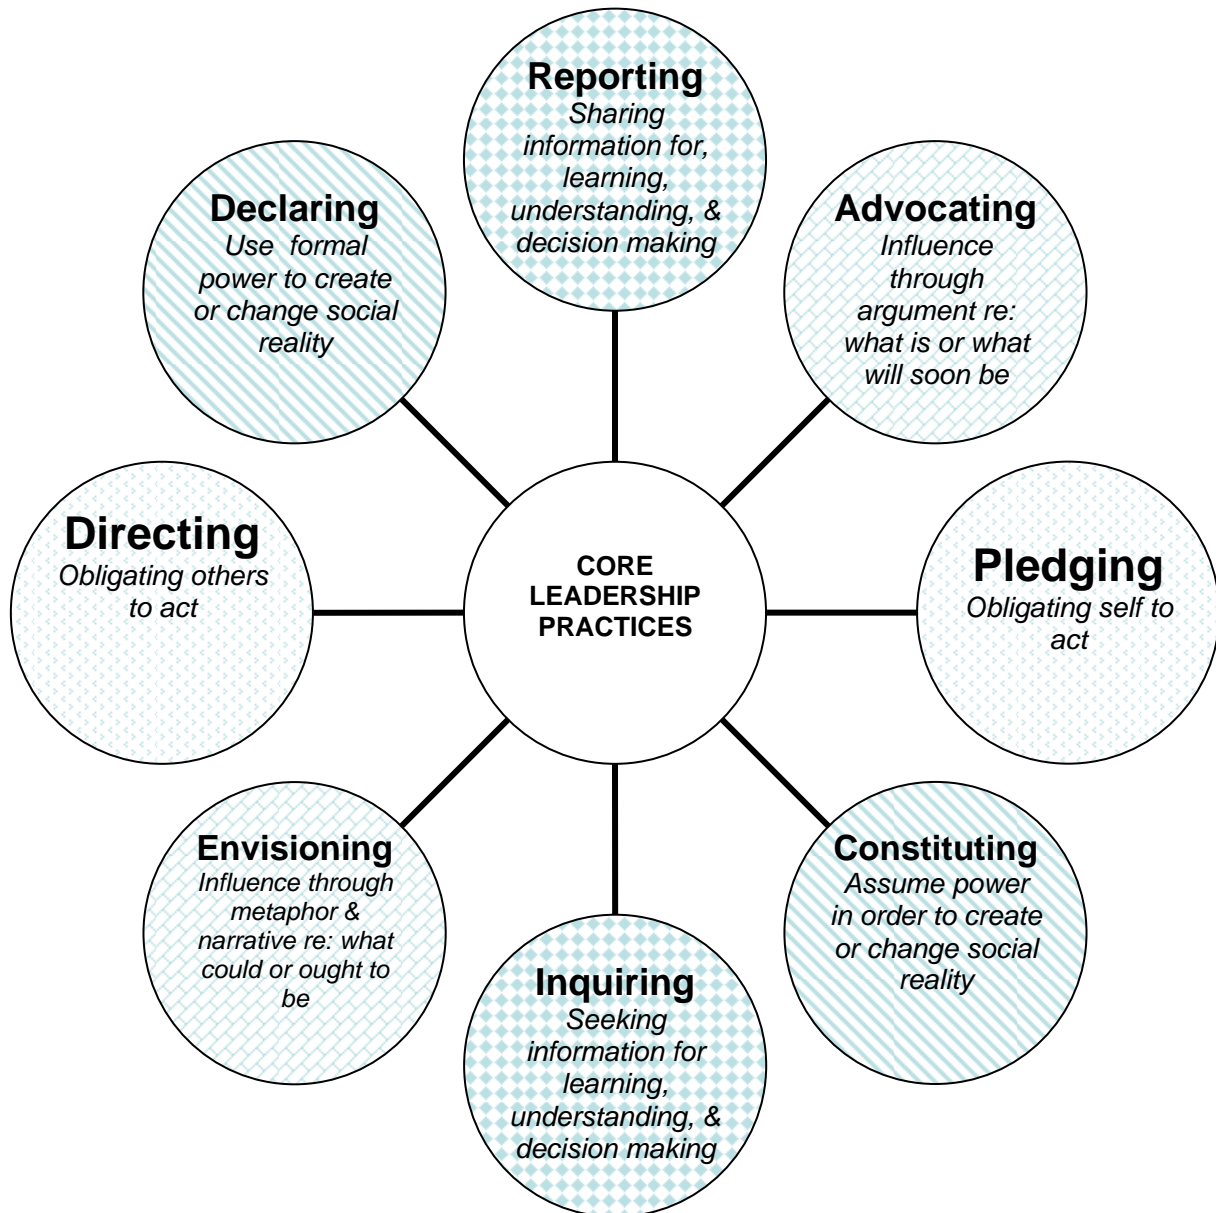 Reporting
Sharing
information for,
learning,
understanding, &
decision making
Declaring
Use formal
power to create
or change social
reality
Advocating
Influence
through
argument re:
what is or what
will soon be
Directing
Obligating others
to act
CORE
LEADERSHIP
PRACTICES
Pledging
Obligating self to
act
Envisioning
Influence through
metaphor &
narrative re: what
could or ought to
be
Constituting
Assume power
in order to create
or change social
reality
Inquiring
Seeking
information for
learning,
understanding, &
decision making